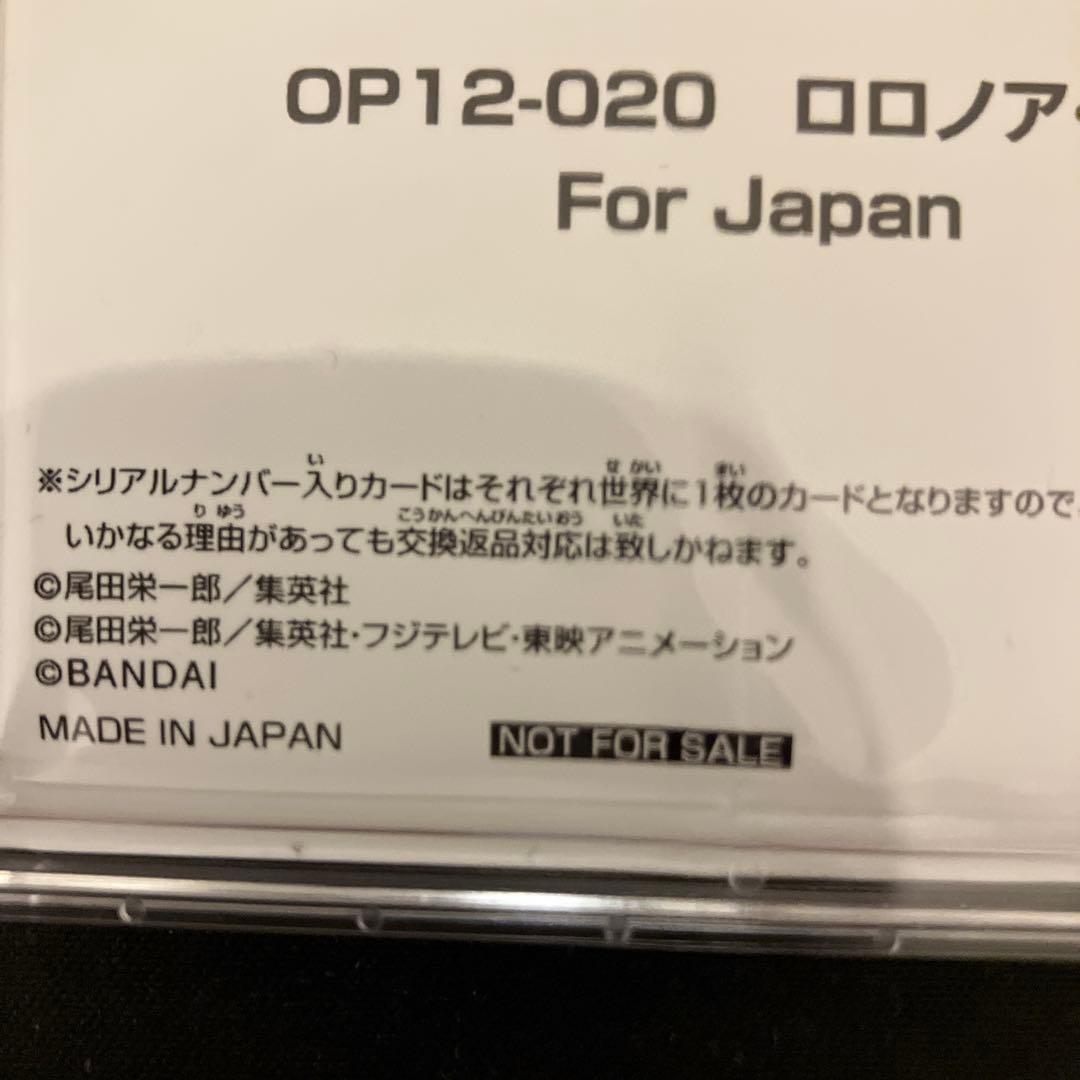 OP12-020 ロロノア・
For Japan
※シリアルナンバー入りカードはそれぞれ世界に1枚のカードとなりますので、
いかなる理由があっても交換返品対応は致しかねます。
©尾田栄一郎／集英社
©尾田栄一郎／集英社・フジテレビ・東映アニメーション
©BANDAI
MADE IN JAPAN
NOT FOR SALE